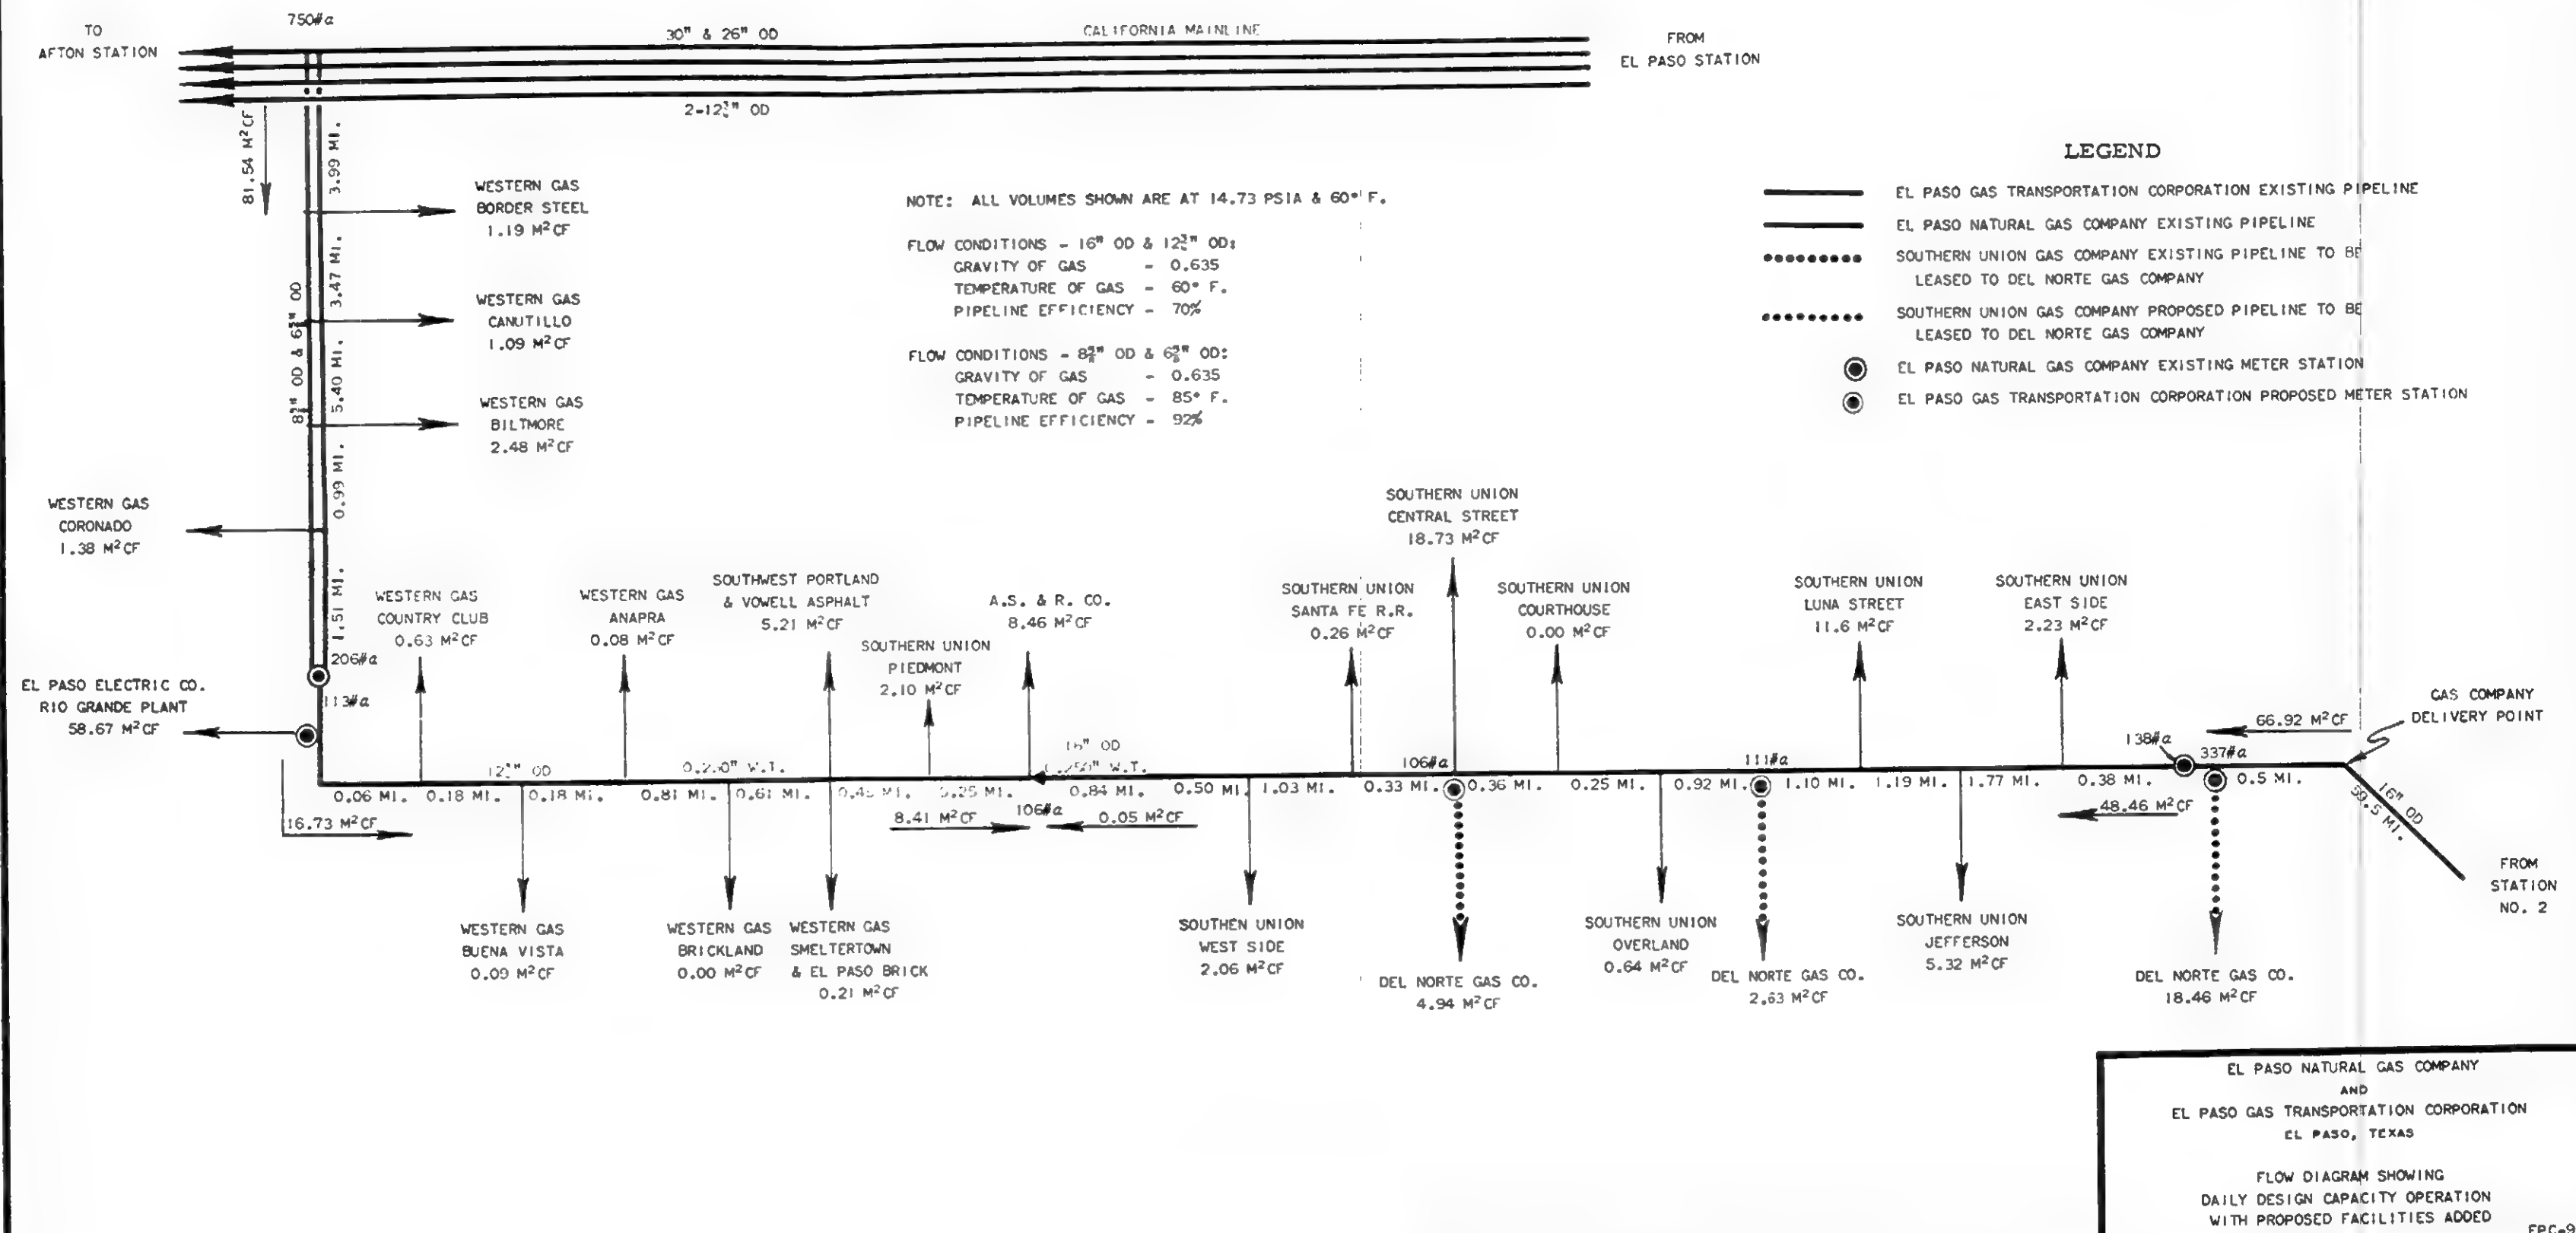 750#a
TO
AFTON STATION
30" & 26" OD
CALIFORNIA MAINLINE
FROM
EL PASO STATION
2-12¾" OD
81.54 M²CF
3.99 MI.
WESTERN GAS
BORDER STEEL
1.19 M²CF
3.47 MI.
WESTERN GAS
CANUTILLO
1.09 M²CF
8⅝" OD & 6⅝" OD
5.40 MI.
WESTERN GAS
BILTMORE
2.48 M²CF
0.99 MI.
WESTERN GAS
CORONADO
1.38 M²CF
1.51 MI.
206#a
113#a
EL PASO ELECTRIC CO.
RIO GRANDE PLANT
58.67 M²CF
NOTE: ALL VOLUMES SHOWN ARE AT 14.73 PSIA & 60° F.
FLOW CONDITIONS - 16" OD & 12¾" OD:
GRAVITY OF GAS - 0.635
TEMPERATURE OF GAS - 60° F.
PIPELINE EFFICIENCY - 70%
FLOW CONDITIONS - 8⅝" OD & 6⅝" OD:
GRAVITY OF GAS - 0.635
TEMPERATURE OF GAS - 85° F.
PIPELINE EFFICIENCY - 92%
LEGEND
EL PASO GAS TRANSPORTATION CORPORATION EXISTING PIPELINE
EL PASO NATURAL GAS COMPANY EXISTING PIPELINE
SOUTHERN UNION GAS COMPANY EXISTING PIPELINE TO BE
LEASED TO DEL NORTE GAS COMPANY
SOUTHERN UNION GAS COMPANY PROPOSED PIPELINE TO BE
LEASED TO DEL NORTE GAS COMPANY
EL PASO NATURAL GAS COMPANY EXISTING METER STATION
EL PASO GAS TRANSPORTATION CORPORATION PROPOSED METER STATION
WESTERN GAS
COUNTRY CLUB
0.63 M²CF
WESTERN GAS
ANAPRA
0.08 M²CF
SOUTHWEST PORTLAND
& VOWELL ASPHALT
5.21 M²CF
SOUTHERN UNION
PIEDMONT
2.10 M²CF
A.S. & R. CO.
8.46 M²CF
SOUTHERN UNION
SANTA FE R.R.
0.26 M²CF
SOUTHERN UNION
CENTRAL STREET
18.73 M²CF
SOUTHERN UNION
COURTHOUSE
0.00 M²CF
SOUTHERN UNION
LUNA STREET
11.6 M²CF
SOUTHERN UNION
EAST SIDE
2.23 M²CF
GAS COMPANY
DELIVERY POINT
66.92 M²CF
138#a
337#a
12¾" OD
0.250" W.T.
16" OD
0.250" W.T.
106#a
111#a
0.06 MI. 0.18 MI. 0.18 MI. 0.81 MI. 0.61 MI. 0.45 MI. 0.25 MI. 0.84 MI. 0.50 MI. 1.03 MI. 0.33 MI. 0.36 MI. 0.25 MI. 0.92 MI. 1.10 MI. 1.19 MI. 1.77 MI. 0.38 MI. 0.5 MI.
16.73 M²CF
8.41 M²CF
106#a
0.05 M²CF
48.46 M²CF
16" OD
59.5 MI.
FROM
STATION
NO. 2
WESTERN GAS
BUENA VISTA
0.09 M²CF
WESTERN GAS
BRICKLAND
0.00 M²CF
WESTERN GAS
SMELTERTOWN
& EL PASO BRICK
0.21 M²CF
SOUTHEN UNION
WEST SIDE
2.06 M²CF
DEL NORTE GAS CO.
4.94 M²CF
SOUTHERN UNION
OVERLAND
0.64 M²CF
DEL NORTE GAS CO.
2.63 M²CF
SOUTHERN UNION
JEFFERSON
5.32 M²CF
DEL NORTE GAS CO.
18.46 M²CF
EL PASO NATURAL GAS COMPANY
AND
EL PASO GAS TRANSPORTATION CORPORATION
EL PASO, TEXAS
FLOW DIAGRAM SHOWING
DAILY DESIGN CAPACITY OPERATION
WITH PROPOSED FACILITIES ADDED